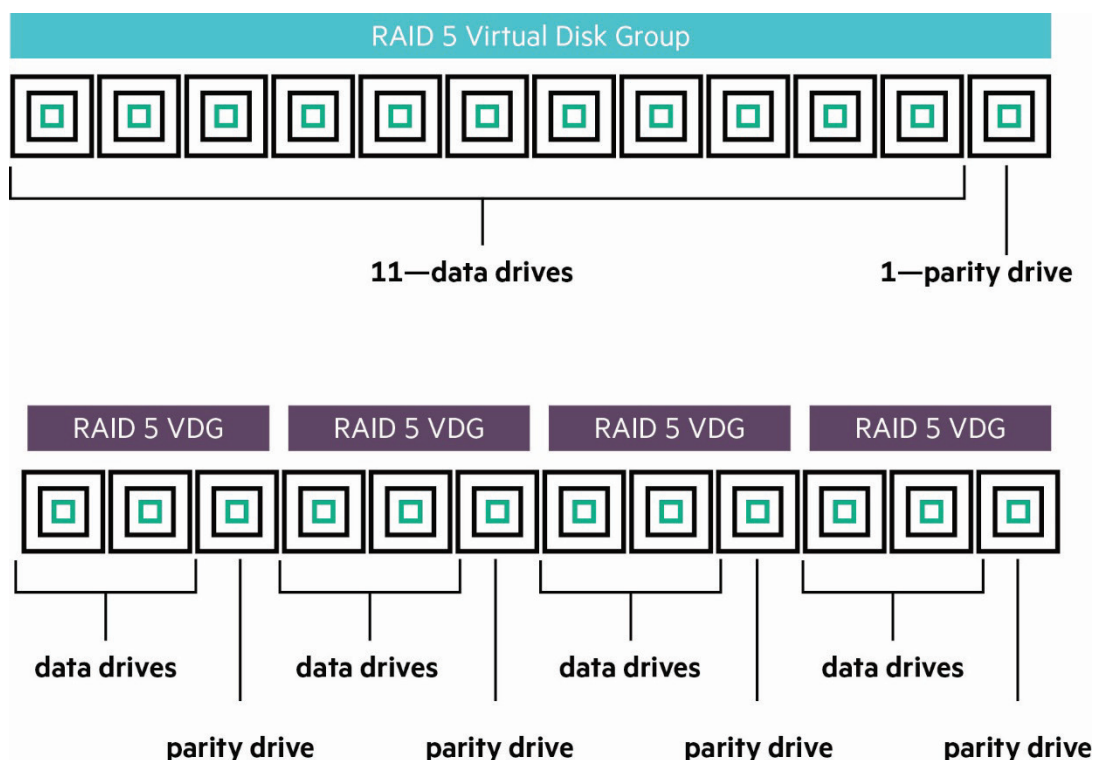 RAID 5 Virtual Disk Group
11—data drives
1—parity drive
RAID 5 VDG
RAID 5 VDG
RAID 5 VDG
RAID 5 VDG
data drives
data drives
data drives
data drives
parity drive
parity drive
parity drive
parity drive